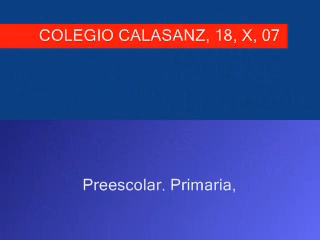 COLEGIO CALASANZ, 18, X, 07
Preescolar. Primaria,